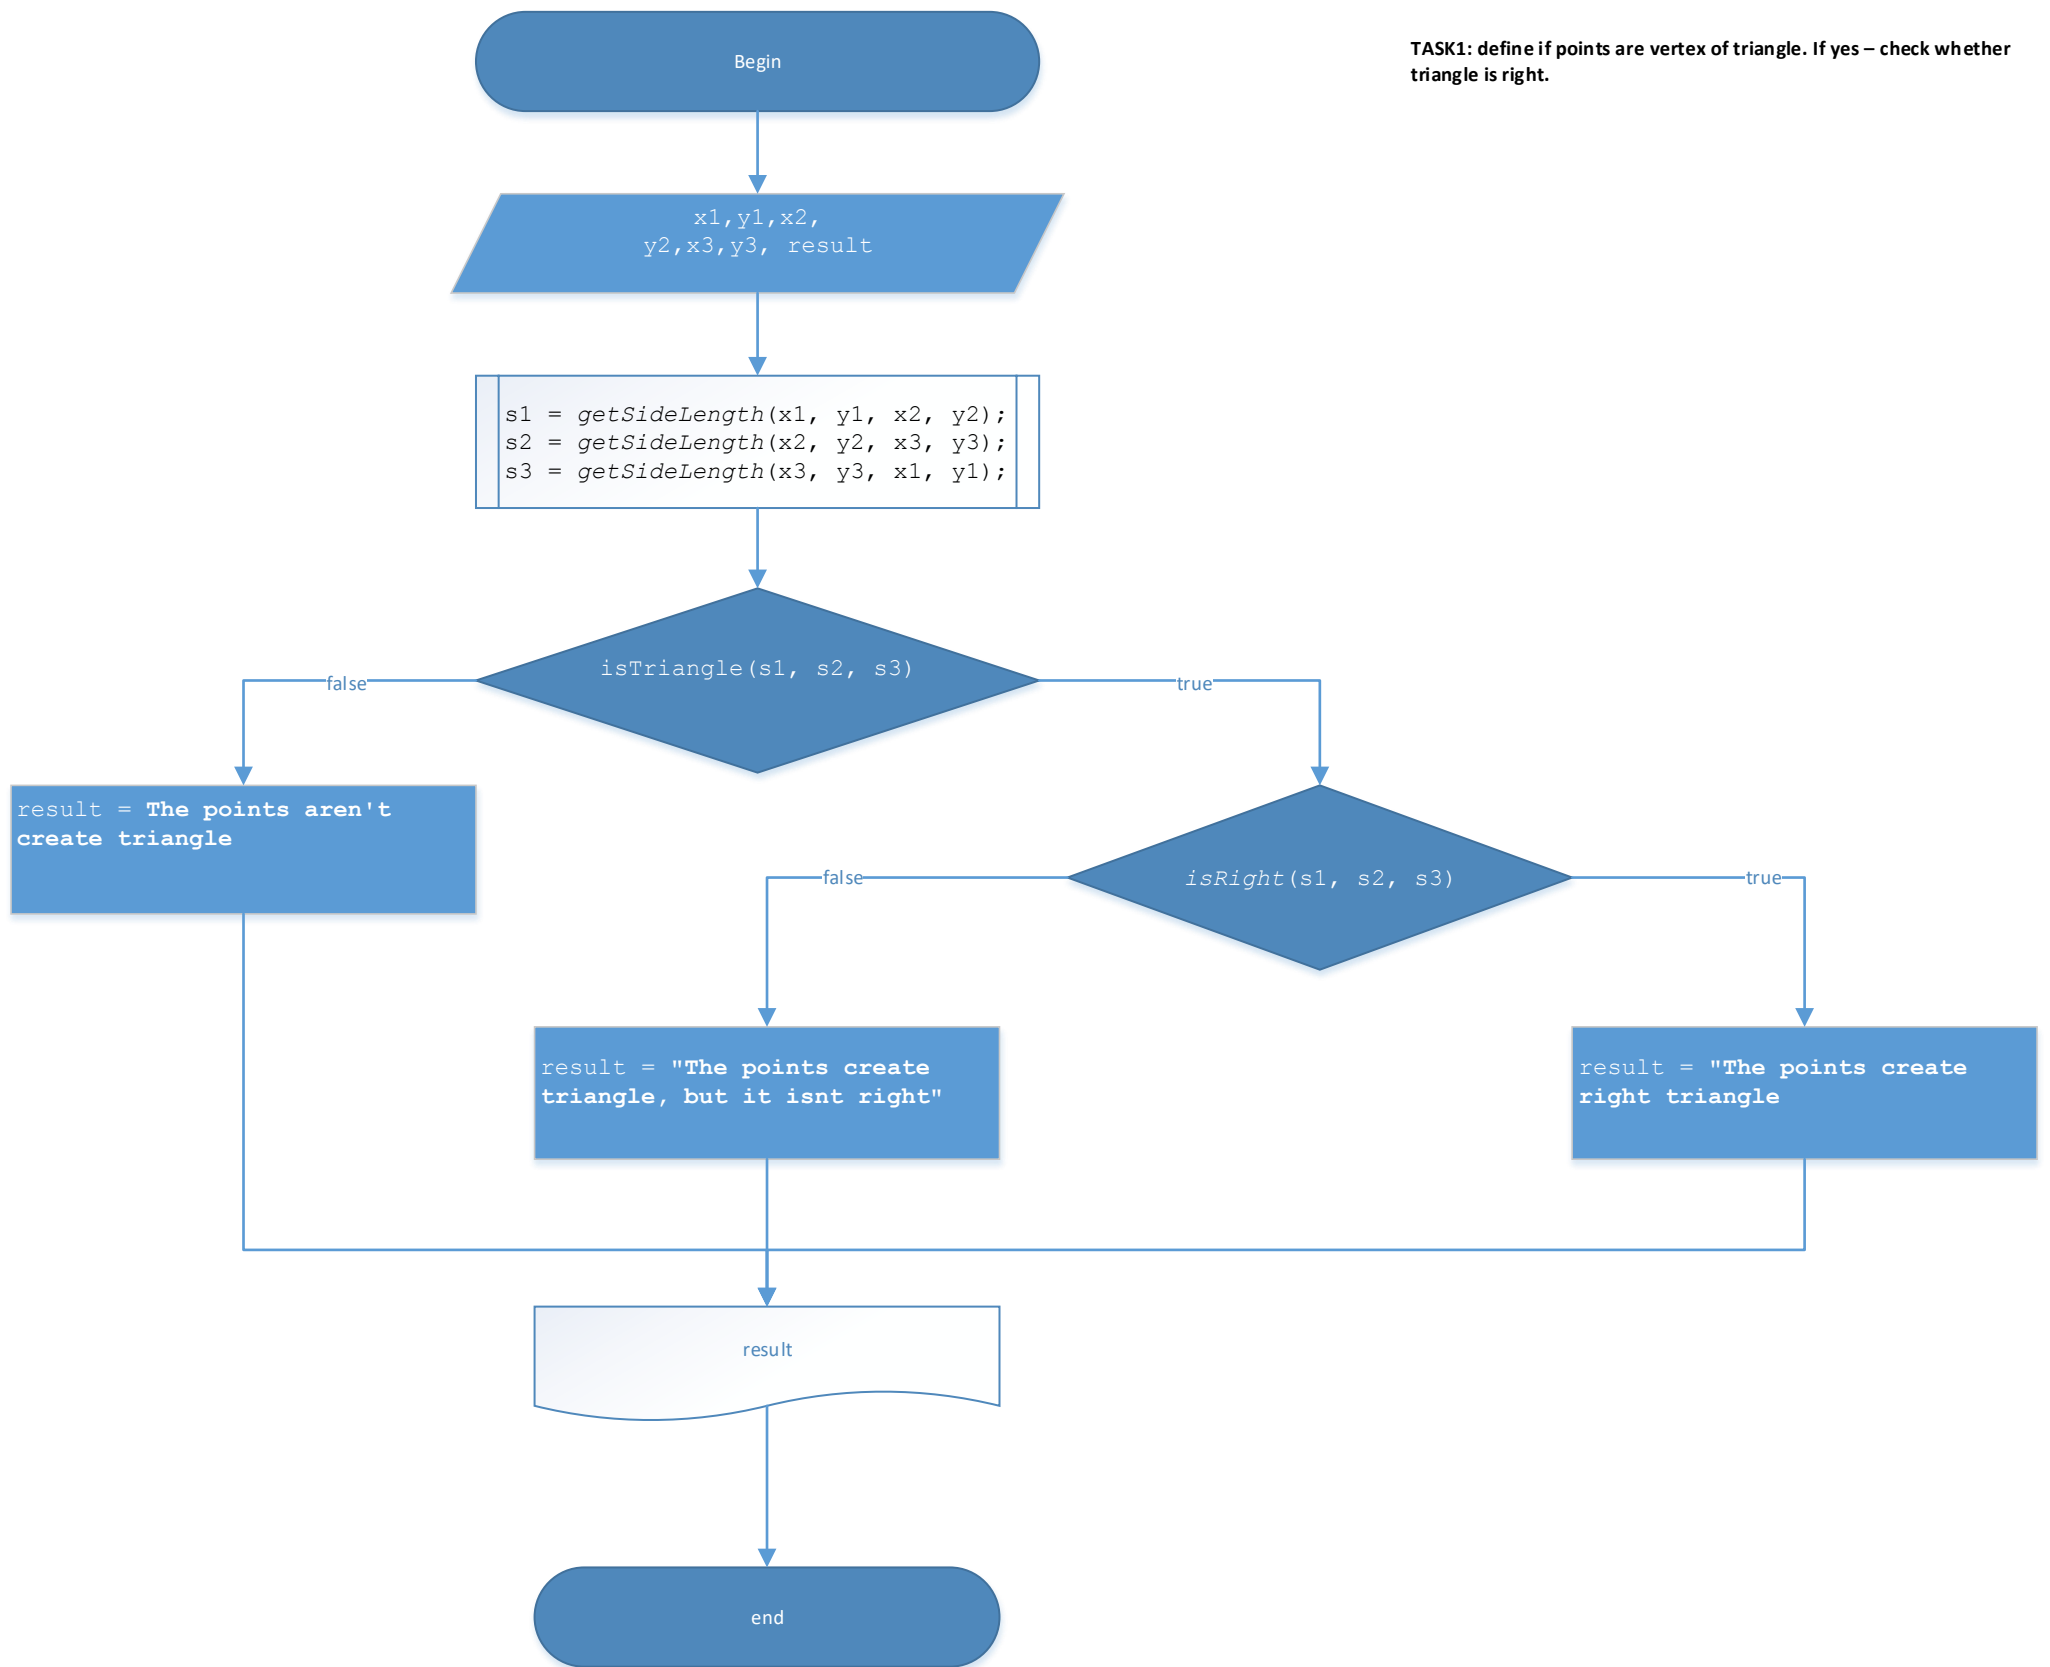 Begin
TASK1: define if points are vertex of triangle. If yes – check whether
triangle is right.
x1,y1,x2,
y2,x3,y3, result
s1 = getSideLength(x1, y1, x2, y2);
s2 = getSideLength(x2, y2, x3, y3);
s3 = getSideLength(x3, y3, x1, y1);
isTriangle(s1, s2, s3)
false
true
result = The points aren't
create triangle
isRight(s1, s2, s3)
false
true
result = "The points create
triangle, but it isnt right"
result = "The points create
right triangle
result
end